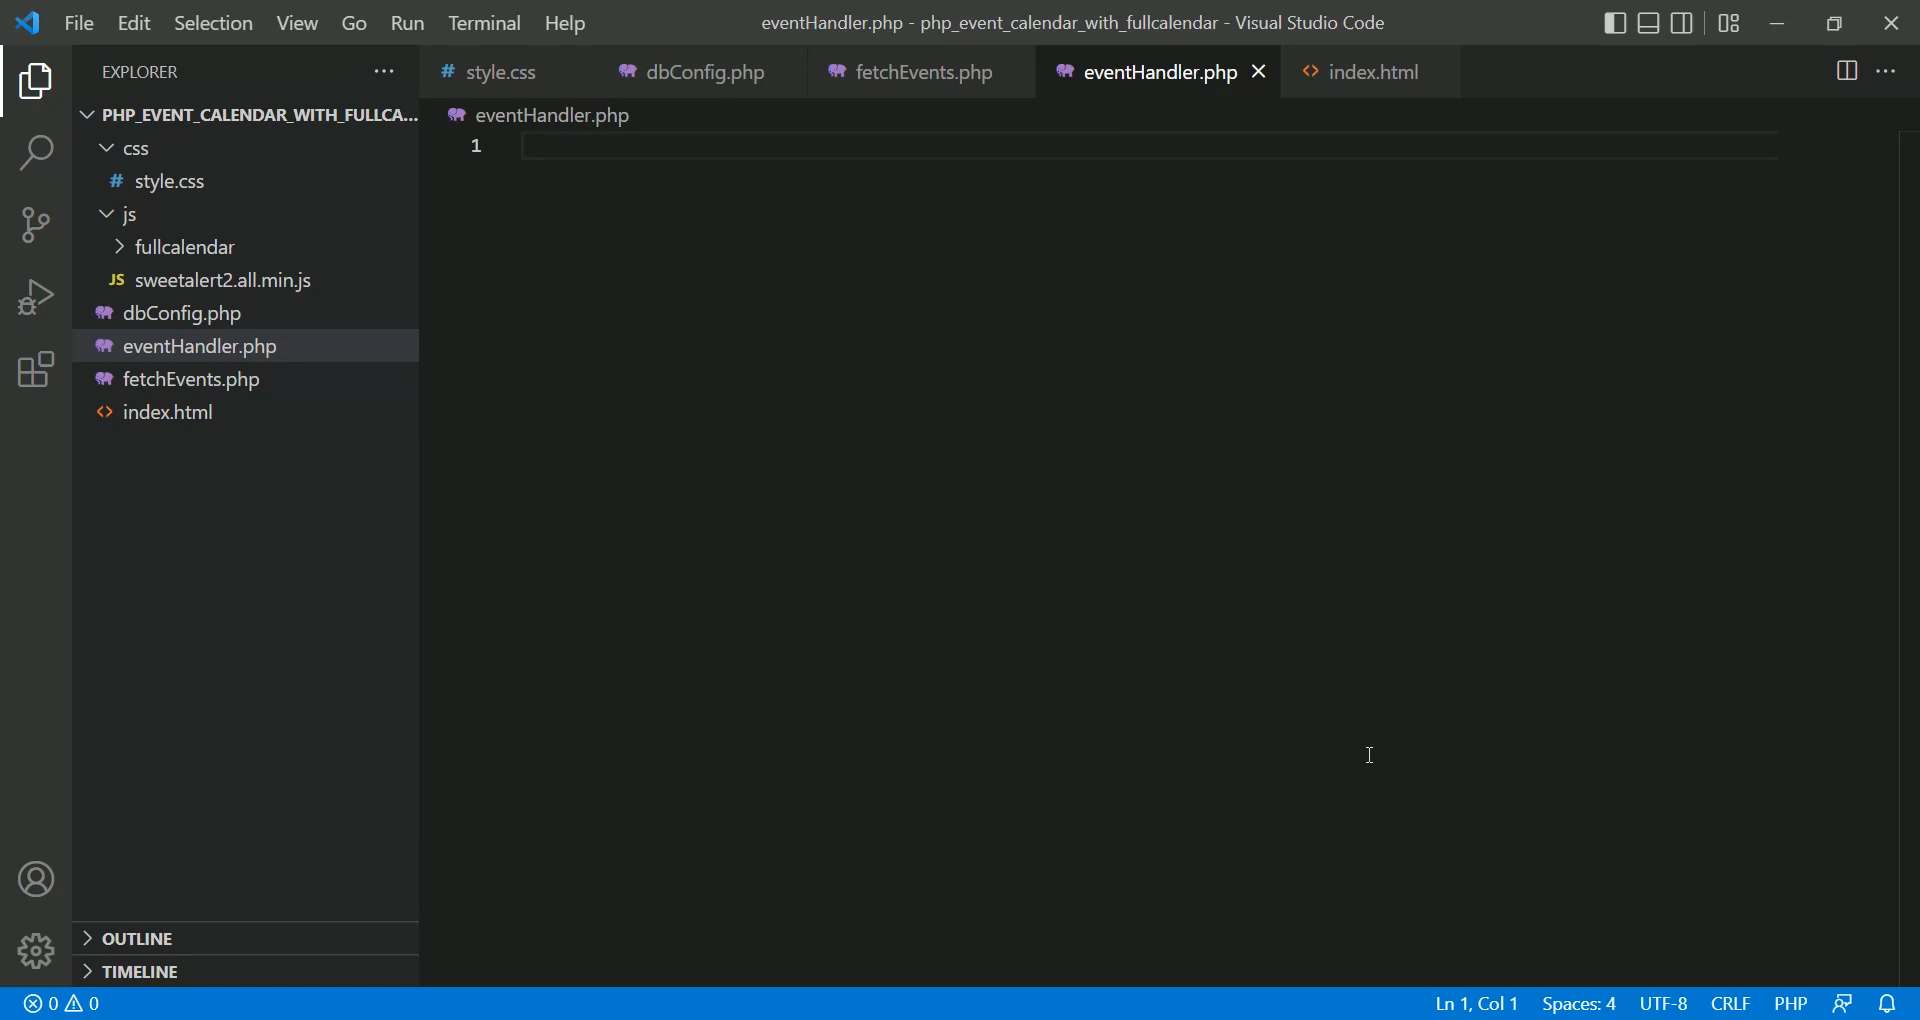 File Edit Selection View Go Run Terminal Help eventHandler.php - php_event_calendar_with_fullcalendar - Visual Studio Code
EXPLORER
# style.css dbConfig.php fetchEvents.php eventHandler.php <> index.html
PHP_EVENT_CALENDAR_WITH_FULLCA...
eventHandler.php
1
css
# style.css
js
fullcalendar
JS sweetalert2.all.min.js
dbConfig.php
eventHandler.php
fetchEvents.php
<> index.html
OUTLINE
TIMELINE
0 0 Ln 1, Col 1 Spaces: 4 UTF-8 CRLF PHP